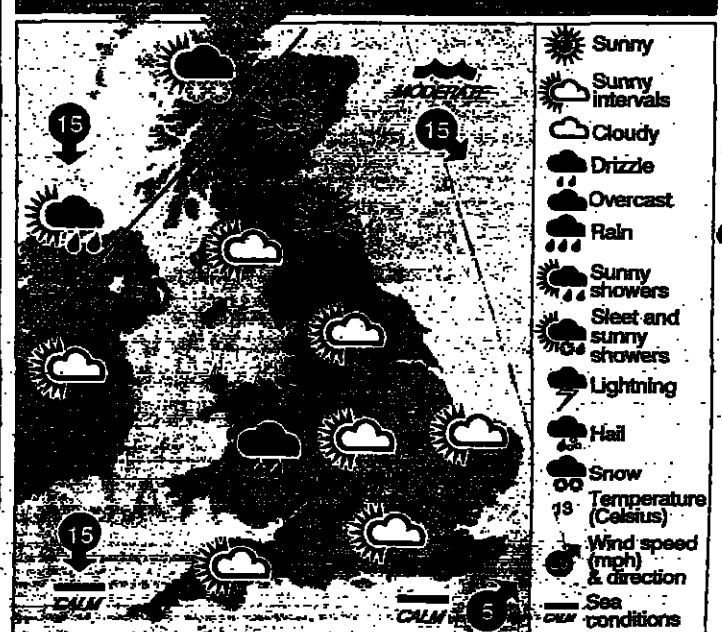 15
MODERATE
15
15
CALM
CALM
5
Sunny
Sunny
intervals
Cloudy
Drizzle
Overcast
Rain
Sunny
showers
Sleet and
sunny
showers
Lightning
Hail
Snow
13
Temperature
(Celsius)
Wind speed
(mph)
& direction
Sea
conditions